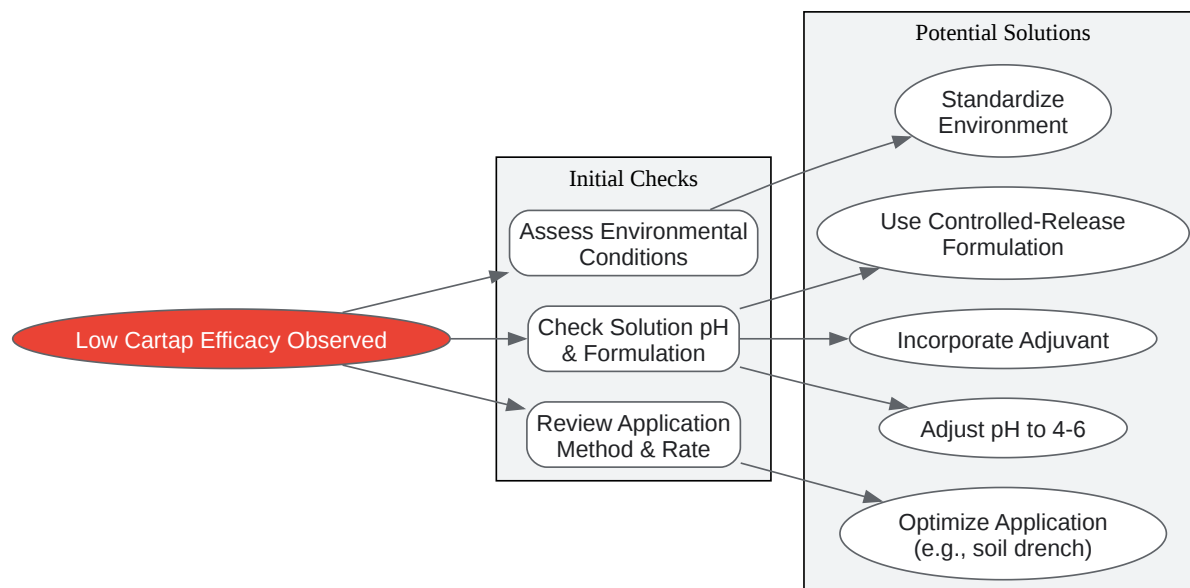 Low Cartap Efficacy Observed
Initial Checks
Assess Environmental
Conditions
Check Solution pH
& Formulation
Review Application
Method & Rate
Potential Solutions
Standardize
Environment
Use Controlled-Release
Formulation
Incorporate Adjuvant
Adjust pH to 4-6
Optimize Application
(e.g., soil drench)